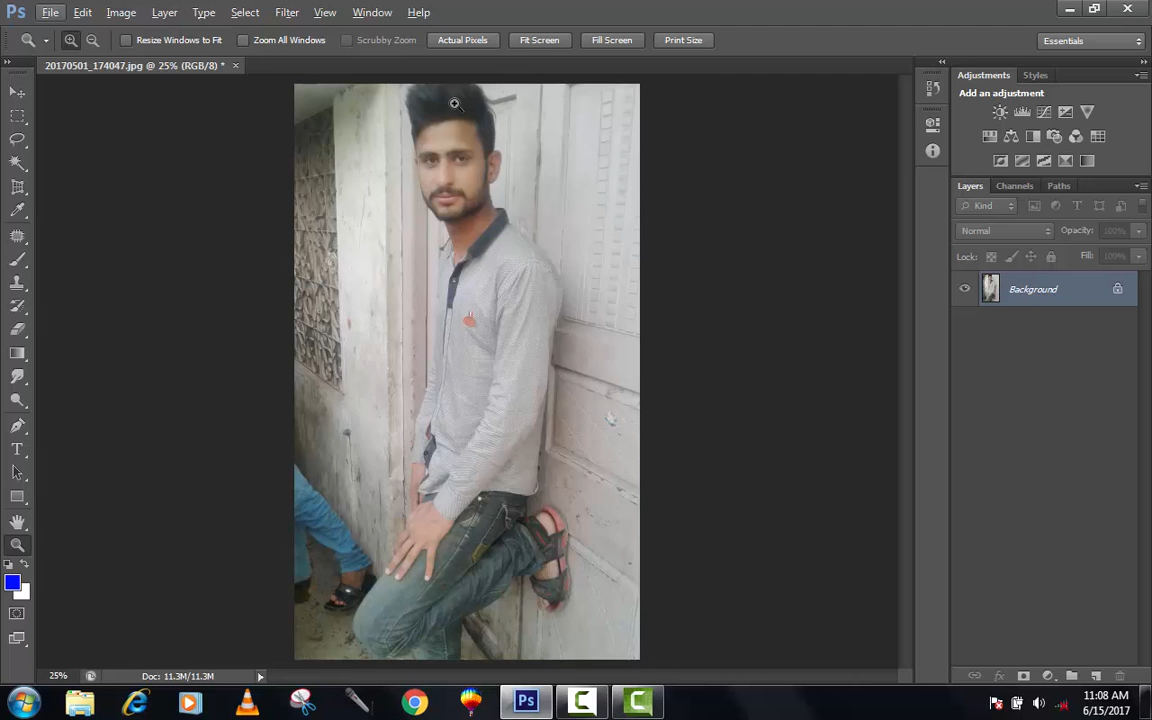 Ps File Edit Image Layer Type Select Filter View Window Help
Resize Windows to Fit Zoom All Windows Scrubby Zoom Actual Pixels Fit Screen Fill Screen Print Size Essentials
20170501_174047.jpg @ 25% (RGB/8) * ×
Adjustments Styles
Add an adjustment
Layers Channels Paths
Kind
Normal Opacity: 100%
Lock: Fill: 100%
Background
25% Doc: 11.3M/11.3M
Ps
11:08 AM
6/15/2017